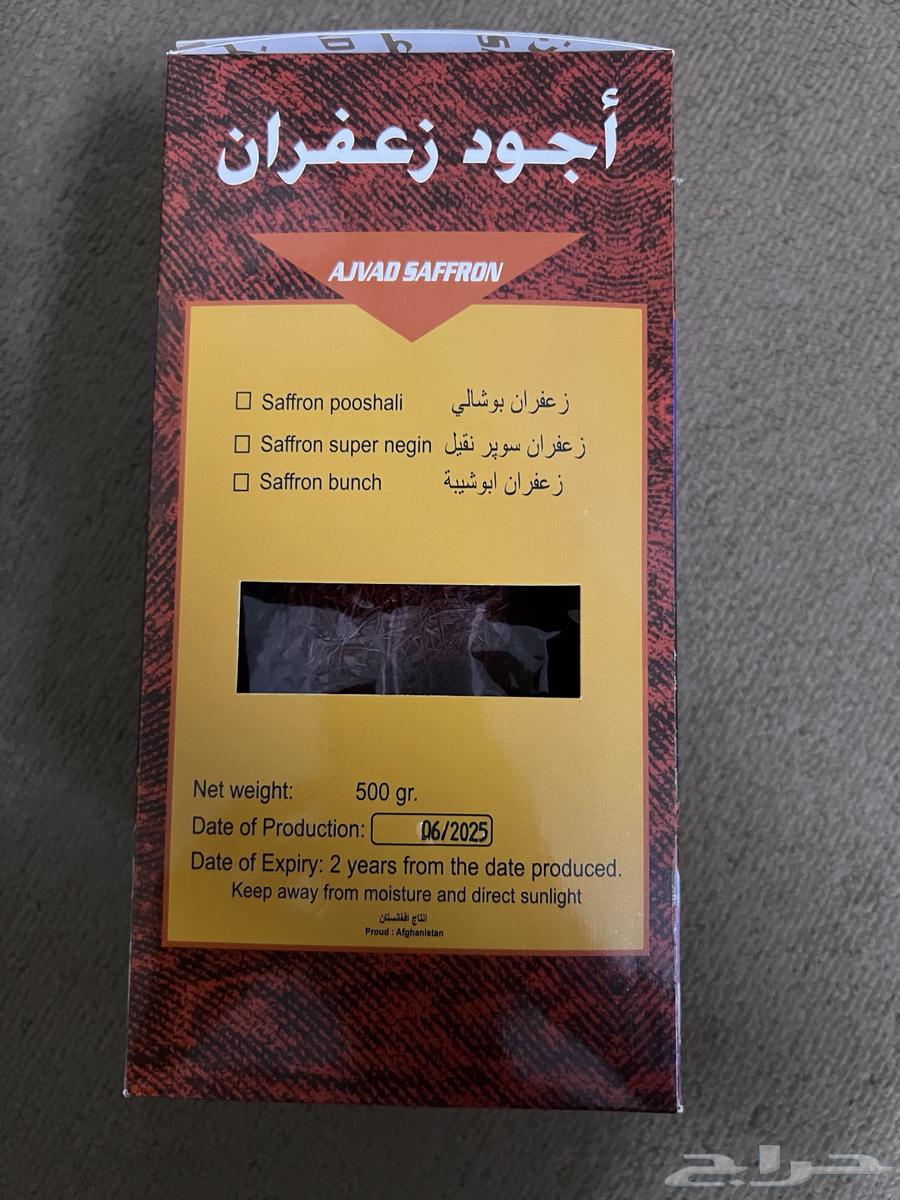 أجود زعفران
AJVAD SAFFRON
☐ Saffron pooshali زعفران بوشالي
☐ Saffron super negin زعفران سوپر نقيل
☐ Saffron bunch زعفران ابوشيبة
Net weight: 500 gr.
Date of Production: 06/2025
Date of Expiry: 2 years from the date produced.
Keep away from moisture and direct sunlight
انتاج افغانستان
Proud : Afghanistan
حراج